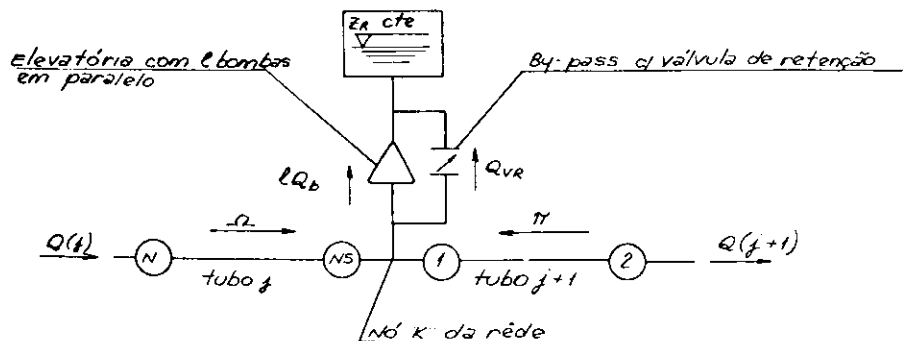 ZR cte
Elevatória com l bombas
em paralelo
By-pass c/ válvula de retenção
lQb
QVR
Q(j)
Ω
π
Q(j+1)
N
NS
1
2
tubo j
tubo j+1
Nó K da rêde